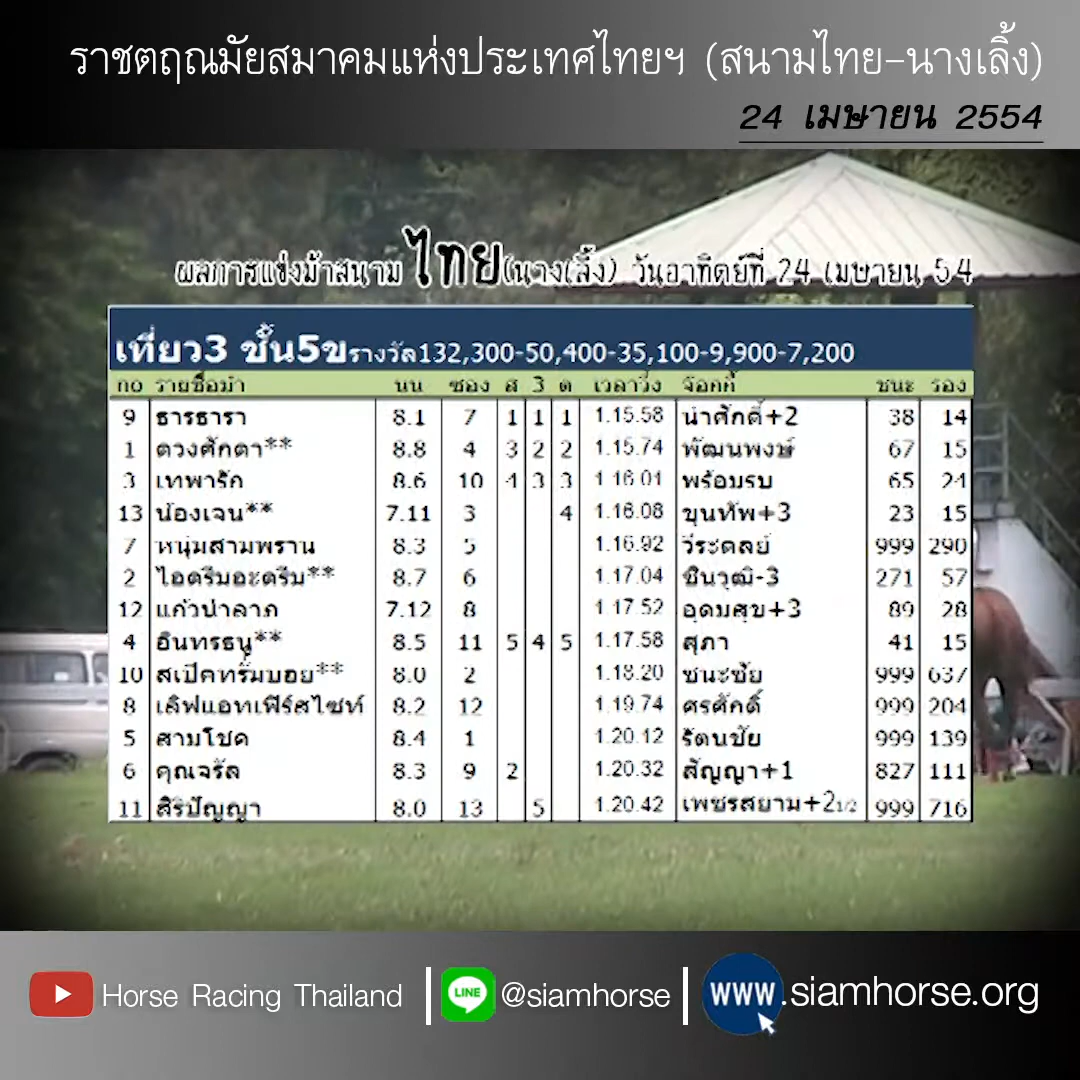 ราชตฤณมัยสมาคมแห่งประเทศไทยฯ (สนามไทย-นางเลิ้ง)
24 เมษายน 2554
ผลการแข่งม้าสนาม ไทย(นางเลิ้ง) วันอาทิตย์ที่ 24 เมษายน 54
เที่ยว3 ชั้น5ขรางวัล132,300-50,400-35,100-9,900-7,200
no รายชื่อม้า นน ซอง ส 3 ต เวลาวิ่ง จ๊อกกี้ ชนะ รอง
9 ธารธารา 8.1 7 1 1 1 1.15.58 นำศักดิ์+2 38 14
1 ดวงศักดา** 8.8 4 3 2 2 1.15.74 พัฒนพงษ์ 67 15
3 เทพารัก 8.6 10 4 3 3 1.16.01 พร้อมรบ 65 24
13 น้องเจน** 7.11 3 4 1.16.08 ขุนทัพ+3 23 15
7 หนุ่มสามพราน 8.3 5 1.16.92 วีระดลย์ 999 290
2 ไอดรีมอะดรีม** 8.7 6 1.17.04 ชินวุฒิ-3 271 57
12 แก้วนำลาภ 7.12 8 1.17.52 อุดมสุข+3 89 28
4 อินทรธนู** 8.5 11 5 4 5 1.17.58 สุภา 41 15
10 สเปิคทรั่มบอย** 8.0 2 1.18.20 ชนะชัย 999 637
8 เลิฟแอทเฟิร์สไซท์ 8.2 12 1.19.74 ศรศักดิ์ 999 204
5 สามโชค 8.4 1 1.20.12 รัตนชัย 999 139
6 คุณจรัล 8.3 9 2 1.20.32 สัญญา+1 827 111
11 สิริปัญญา 8.0 13 5 1.20.42 เพชรสยาม+21/2 999 716
Horse Racing Thailand
LINE @siamhorse
www.siamhorse.org